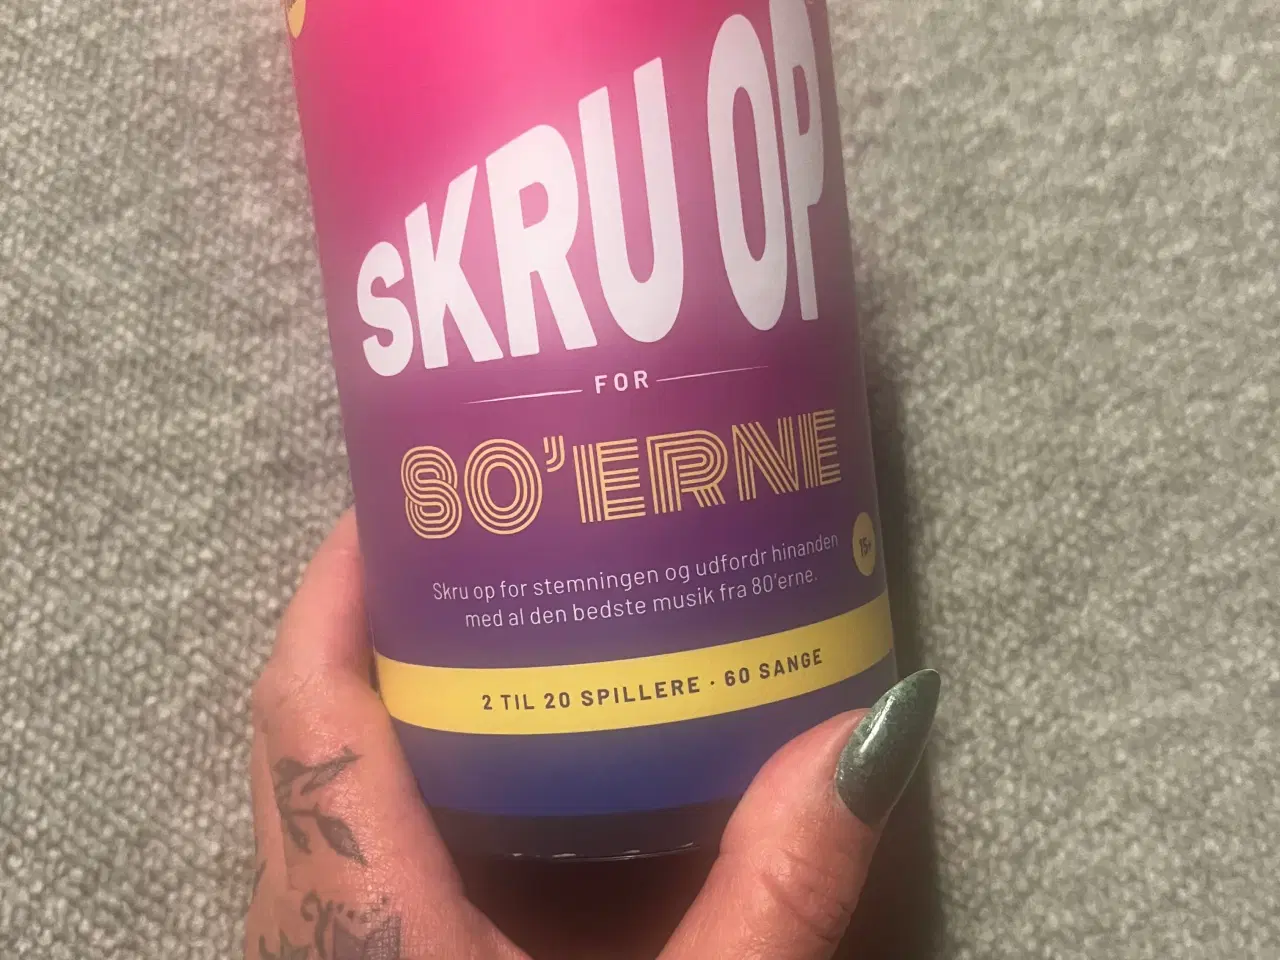 SKRU OP
FOR
80'ERNE
Skru op for stemningen og udfordr hinanden
med al den bedste musik fra 80'erne.
15+
2 TIL 20 SPILLERE · 60 SANGE